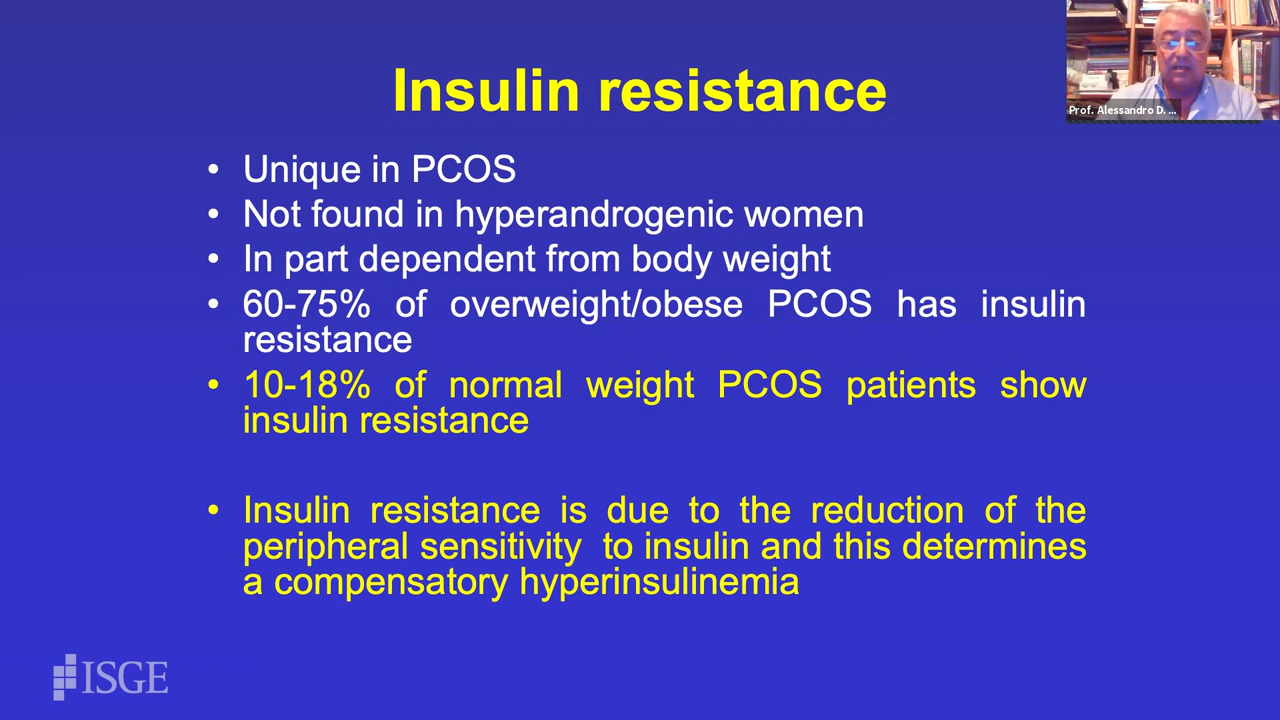 Insulin resistance
Prof. Alessandro D. ...
• Unique in PCOS
• Not found in hyperandrogenic women
• In part dependent from body weight
• 60-75% of overweight/obese PCOS has insulin
resistance
• 10-18% of normal weight PCOS patients show
insulin resistance
• Insulin resistance is due to the reduction of the
peripheral sensitivity to insulin and this determines
a compensatory hyperinsulinemia
ISGE